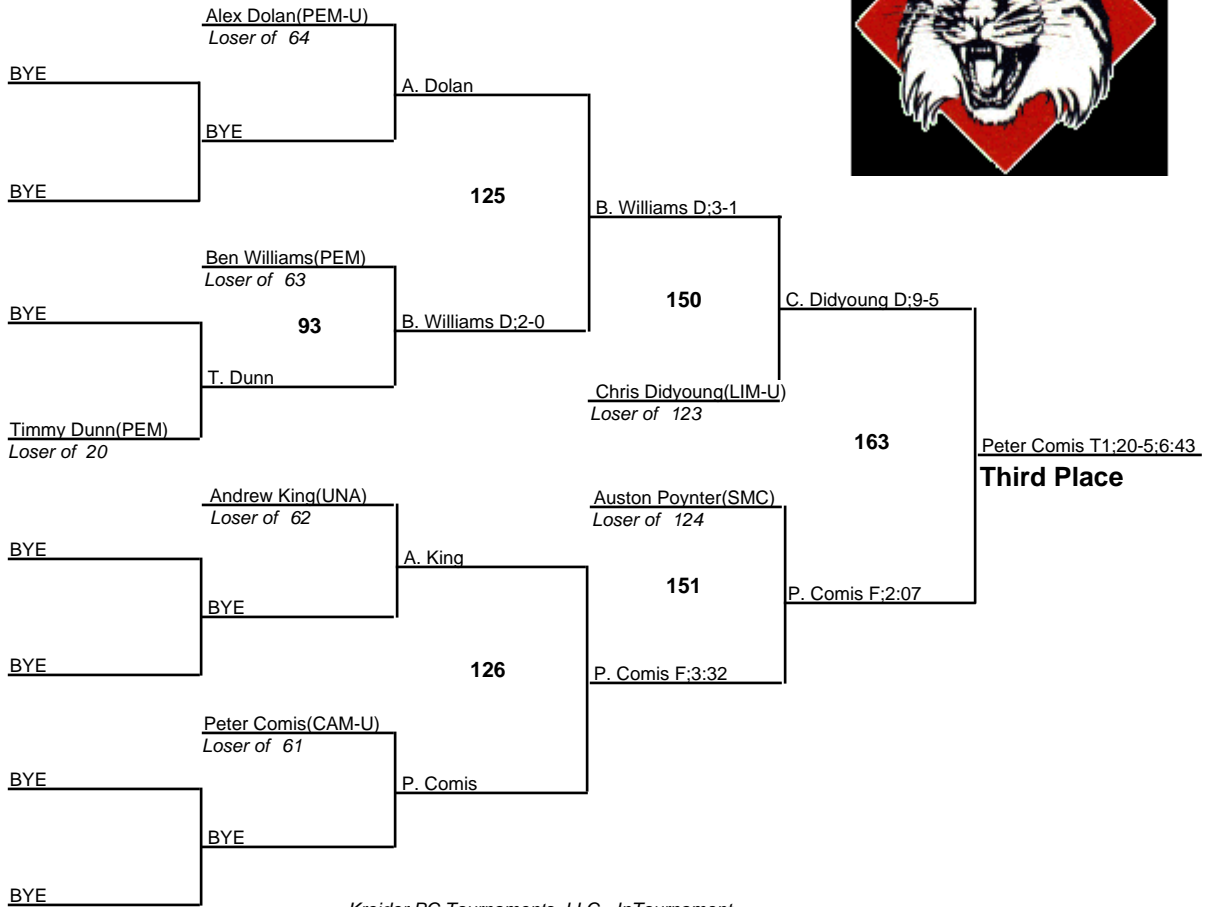 Alex Dolan(PEM-U)
Loser of 64
BYE
A. Dolan
BYE
BYE
125
B. Williams D;3-1
Ben Williams(PEM)
Loser of 63
150
C. Didyoung D;9-5
BYE
93
B. Williams D;2-0
T. Dunn
Chris Didyoung(LIM-U)
Loser of 123
Timmy Dunn(PEM)
Loser of 20
163
Peter Comis T1;20-5;6:43
Third Place
Andrew King(UNA)
Loser of 62
Auston Poynter(SMC)
Loser of 124
BYE
A. King
151
P. Comis F;2:07
BYE
BYE
126
P. Comis F;3:32
Peter Comis(CAM-U)
Loser of 61
BYE
P. Comis
BYE
BYE